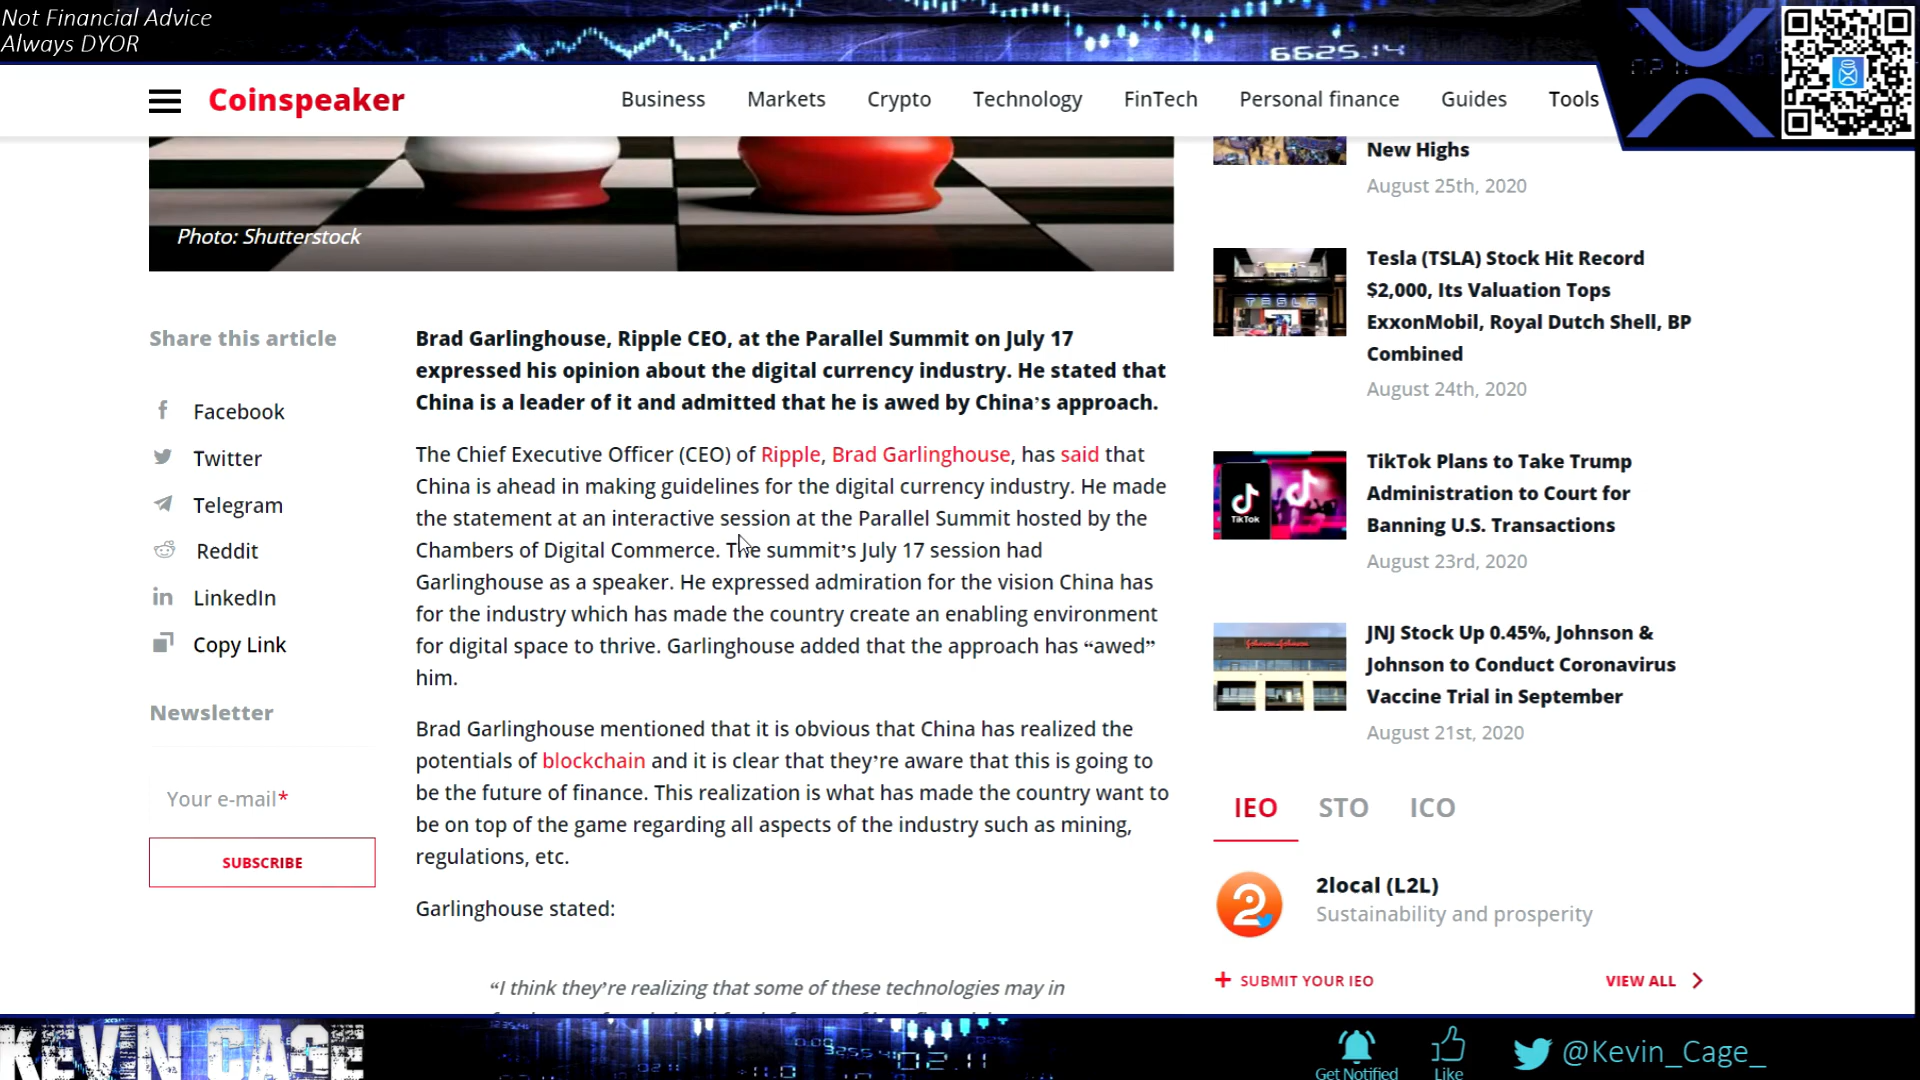 Not Financial Advice
Always DYOR
6625.14
Coinspeaker
Business Markets Crypto Technology FinTech Personal finance Guides Tools
Photo: Shutterstock
Share this article
Facebook
Twitter
Telegram
Reddit
LinkedIn
Copy Link
Newsletter
Your e-mail*
SUBSCRIBE
Brad Garlinghouse, Ripple CEO, at the Parallel Summit on July 17
expressed his opinion about the digital currency industry. He stated that
China is a leader of it and admitted that he is awed by China’s approach.
The Chief Executive Officer (CEO) of Ripple, Brad Garlinghouse, has said that
China is ahead in making guidelines for the digital currency industry. He made
the statement at an interactive session at the Parallel Summit hosted by the
Chambers of Digital Commerce. The summit’s July 17 session had
Garlinghouse as a speaker. He expressed admiration for the vision China has
for the industry which has made the country create an enabling environment
for digital space to thrive. Garlinghouse added that the approach has “awed”
him.
Brad Garlinghouse mentioned that it is obvious that China has realized the
potentials of blockchain and it is clear that they’re aware that this is going to
be the future of finance. This realization is what has made the country want to
be on top of the game regarding all aspects of the industry such as mining,
regulations, etc.
Garlinghouse stated:
“I think they’re realizing that some of these technologies may in
New Highs
August 25th, 2020
TESLA
Tesla (TSLA) Stock Hit Record
$2,000, Its Valuation Tops
ExxonMobil, Royal Dutch Shell, BP
Combined
August 24th, 2020
TikTok
TikTok Plans to Take Trump
Administration to Court for
Banning U.S. Transactions
August 23rd, 2020
Johnson & Johnson
JNJ Stock Up 0.45%, Johnson &
Johnson to Conduct Coronavirus
Vaccine Trial in September
August 21st, 2020
IEO STO ICO
2
2local (L2L)
Sustainability and prosperity
+ SUBMIT YOUR IEO
VIEW ALL
KEVIN CAGE
02.11
Get Notified
Like
@Kevin_Cage_